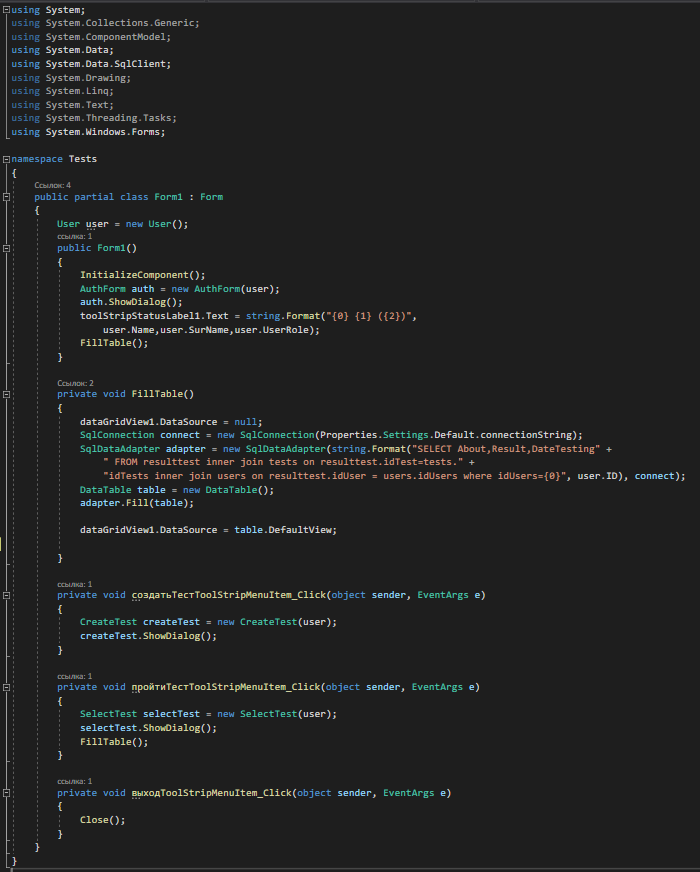 using System;
using System.Collections.Generic;
using System.ComponentModel;
using System.Data;
using System.Data.SqlClient;
using System.Drawing;
using System.Linq;
using System.Text;
using System.Threading.Tasks;
using System.Windows.Forms;
namespace Tests
{
Ссылок: 4
public partial class Form1 : Form
{
User user = new User();
ссылка: 1
public Form1()
{
InitializeComponent();
AuthForm auth = new AuthForm(user);
auth.ShowDialog();
toolStripStatusLabel1.Text = string.Format("{0} {1} ({2})",
user.Name,user.SurName,user.UserRole);
FillTable();
}
Ссылок: 2
private void FillTable()
{
dataGridView1.DataSource = null;
SqlConnection connect = new SqlConnection(Properties.Settings.Default.connectionString);
SqlDataAdapter adapter = new SqlDataAdapter(string.Format("SELECT About,Result,DateTesting" +
" FROM resulttest inner join tests on resulttest.idTest=tests." +
"idTests inner join users on resulttest.idUser = users.idUsers where idUsers={0}", user.ID), connect);
DataTable table = new DataTable();
adapter.Fill(table);
dataGridView1.DataSource = table.DefaultView;
}
ссылка: 1
private void создатьТестToolStripMenuItem_Click(object sender, EventArgs e)
{
CreateTest createTest = new CreateTest(user);
createTest.ShowDialog();
}
ссылка: 1
private void пройтиТестToolStripMenuItem_Click(object sender, EventArgs e)
{
SelectTest selectTest = new SelectTest(user);
selectTest.ShowDialog();
FillTable();
}
ссылка: 1
private void выходToolStripMenuItem_Click(object sender, EventArgs e)
{
Close();
}
}
}